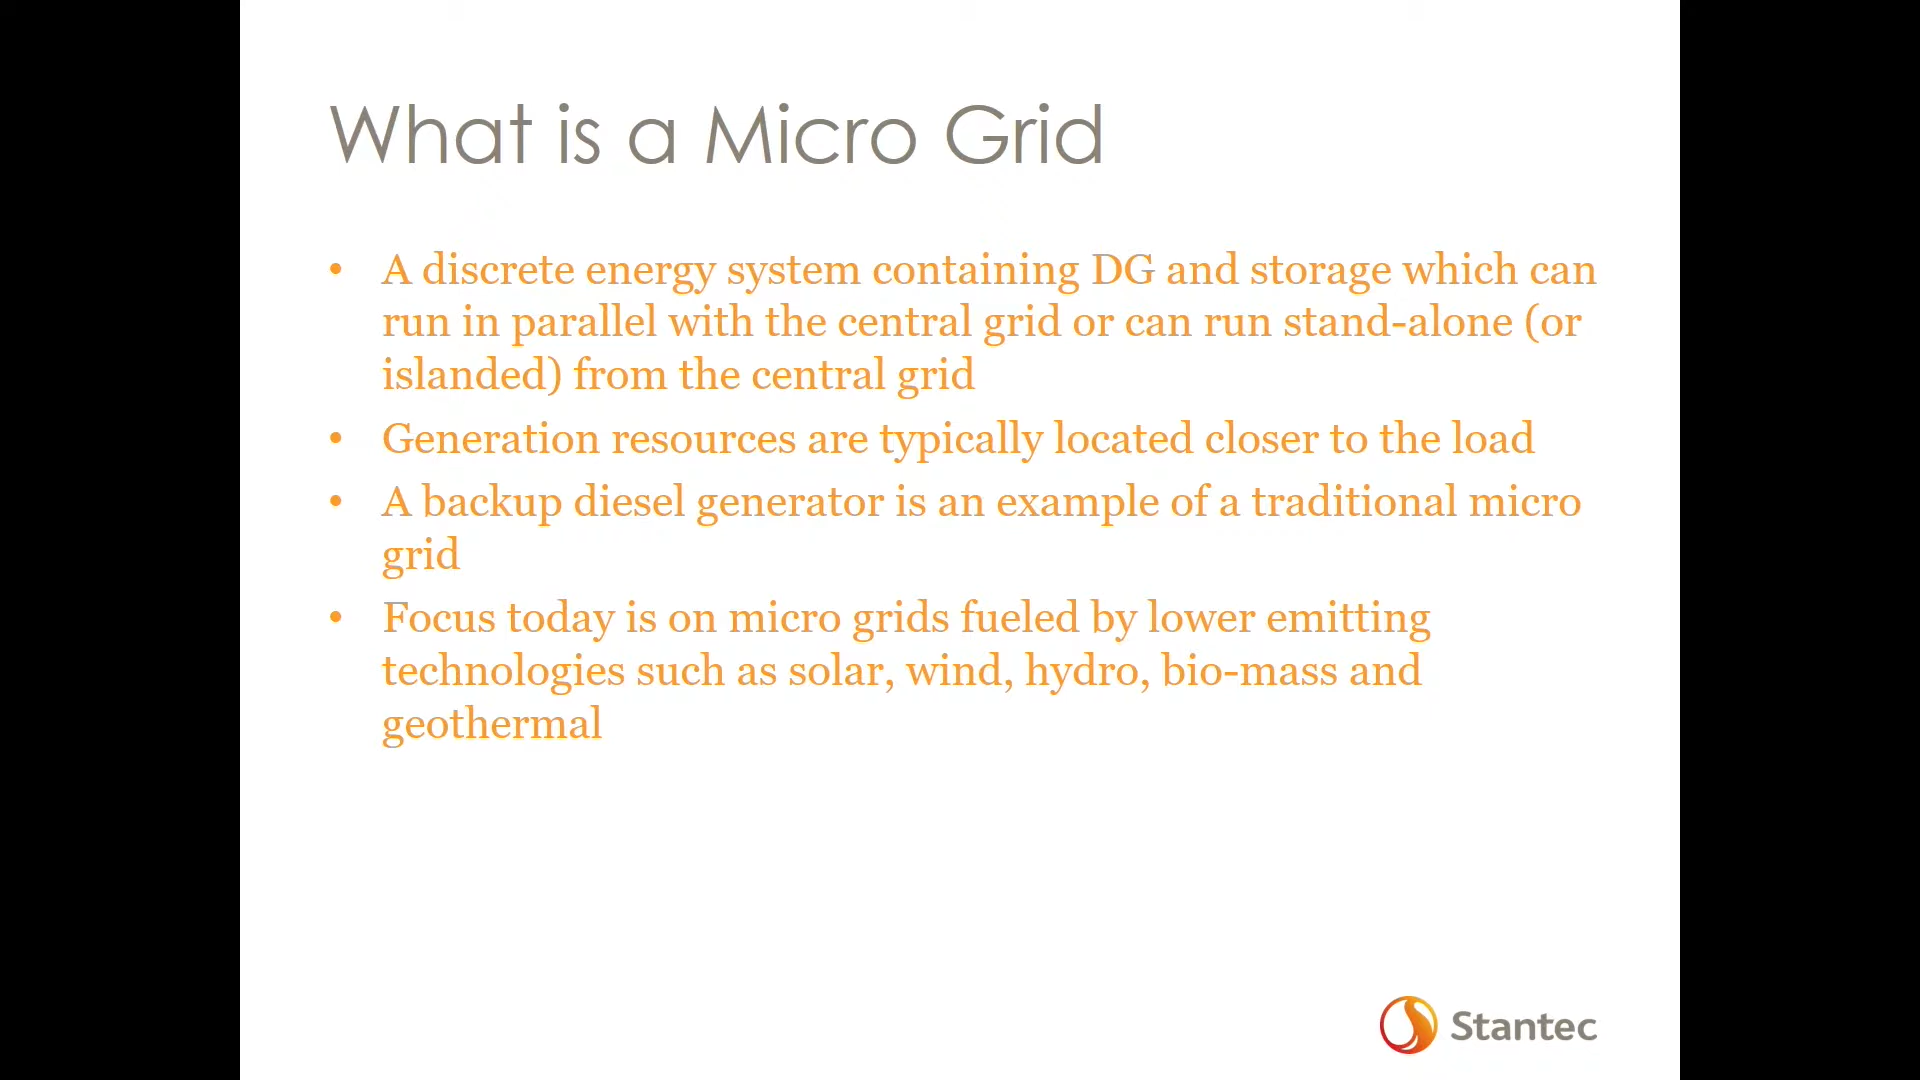 What is a Micro Grid
• A discrete energy system containing DG and storage which can
run in parallel with the central grid or can run stand-alone (or
islanded) from the central grid
• Generation resources are typically located closer to the load
• A backup diesel generator is an example of a traditional micro
grid
• Focus today is on micro grids fueled by lower emitting
technologies such as solar, wind, hydro, bio-mass and
geothermal
Stantec